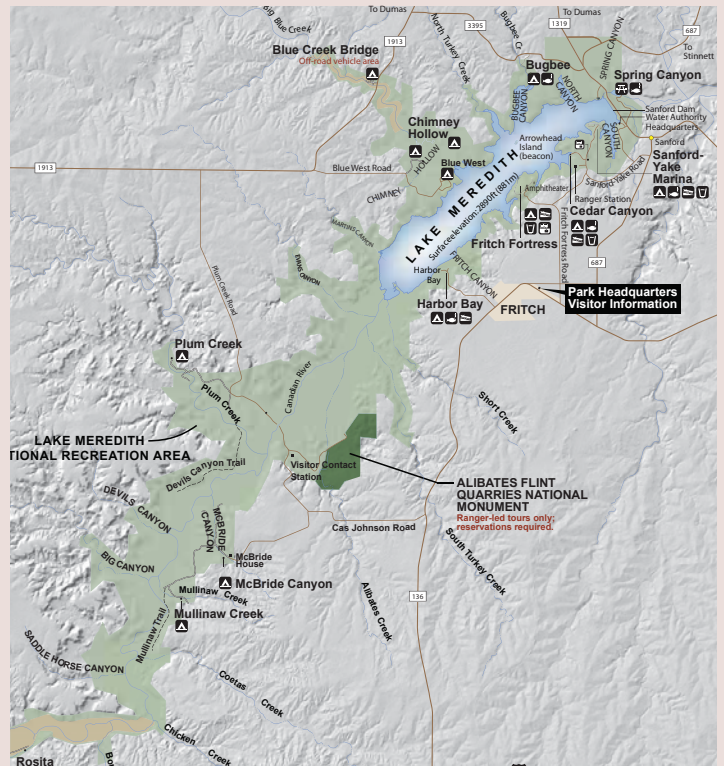 Big Blue Creek
To Dumas
3395
North Turkey Creek
Bugbee Cr
To Dumas
1319
687
To
Stinnett
1913
Blue Creek Bridge
Off-road vehicle area
SPRING CANYON
Bugbee
NORTH
CANYON
Spring Canyon
BUGBEE
CANYON
Sanford Dam
Water Authority
Headquarters
SOUTH
CANYON
Sanford
Chimney
Hollow
Arrowhead
Island
(beacon)
Sanford-
Yake
Marina
HOLLOW
CHIMNEY
1913
Blue West Road
Blue West
LAKE MEREDITH
Surface elevation: 2890ft (881m)
Amphitheater
Sanford-Yake Road
Ranger Station
Cedar Canyon
Fritch Fortress
Fritch Fortress Road
MARTINS CANYON
EVANS CANYON
Plum Creek Road
Harbor
Bay
FRITCH CANYON
687
Harbor Bay
FRITCH
Park Headquarters
Visitor Information
Plum Creek
Plum Creek
Canadian River
Short Creek
LAKE MEREDITH
TIONAL RECREATION AREA
Devils Canyon Trail
Visitor Contact
Station
ALIBATES FLINT
QUARRIES NATIONAL
MONUMENT
Ranger-led tours only;
reservations required.
DEVILS CANYON
MCBRIDE
CANYON
Cas Johnson Road
BIG CANYON
McBride
House
McBride Canyon
South Turkey Creek
Mullinaw Creek
Mullinaw Creek
Alibates Creek
136
Mullinaw Trail
SADDLE HORSE CANYON
Coetas Creek
Chicken Creek
Rosita
Bo